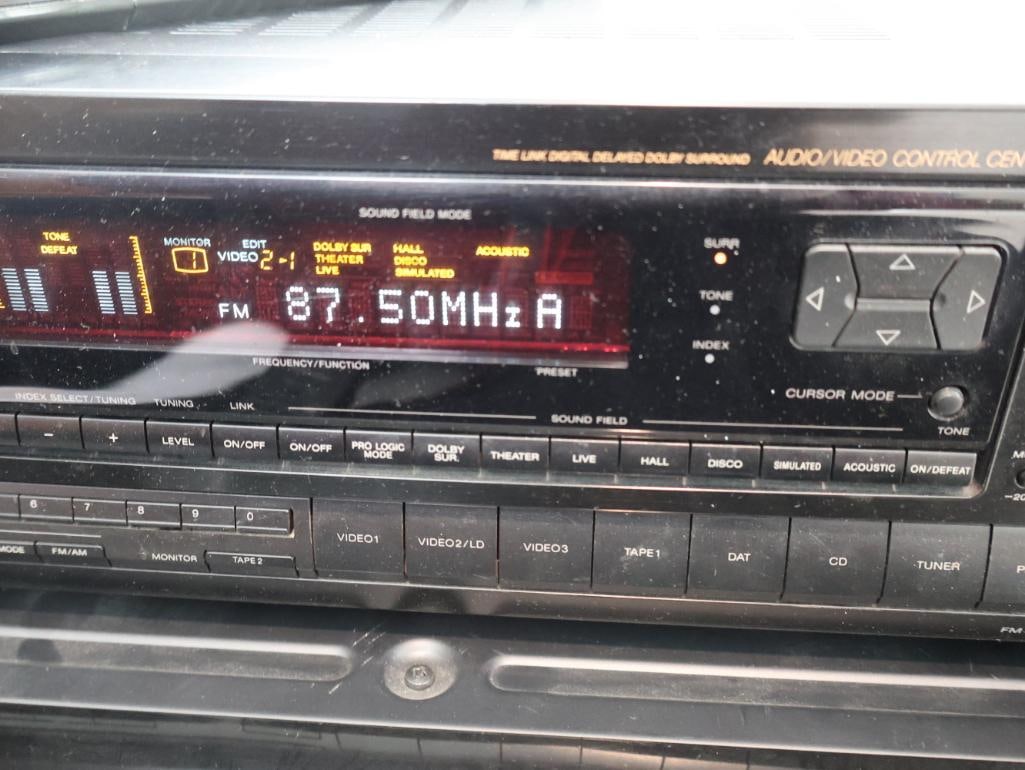 TIME LINK DIGITAL DELAYED DOLBY SURROUND AUDIO/VIDEO CONTROL CEN
SOUND FIELD MODE
TONE
DEFEAT
MONITOR
1
EDIT
VIDEO 2-1
DOLBY SUR
THEATER
LIVE
HALL
DISCO
SIMULATED
ACOUSTIC
FM 87.50MHz A
FREQUENCY/FUNCTION
PRESET
SURR
TONE
INDEX
CURSOR MODE
TONE
INDEX SELECT/TUNING
TUNING
LINK
SOUND FIELD
− + LEVEL ON/OFF ON/OFF PRO LOGIC MODE DOLBY SUR. THEATER LIVE HALL DISCO SIMULATED ACOUSTIC ON/DEFEAT
-20
6 7 8 9 0
MODE FM/AM MONITOR TAPE2
VIDEO1 VIDEO2/LD VIDEO3 TAPE1 DAT CD TUNER P
FM